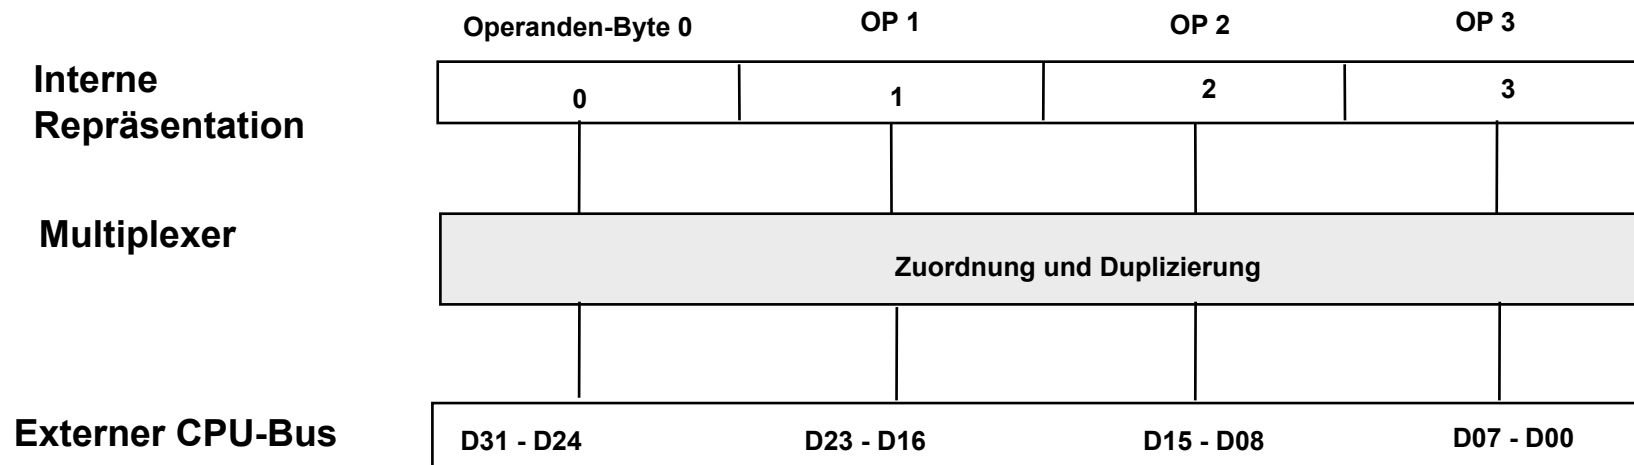 Operanden-Byte 0 OP 1 OP 2 OP 3
Interne
Repräsentation
0 1 2 3
Multiplexer
Zuordnung und Duplizierung
Externer CPU-Bus
D31 - D24 D23 - D16 D15 - D08 D07 - D00